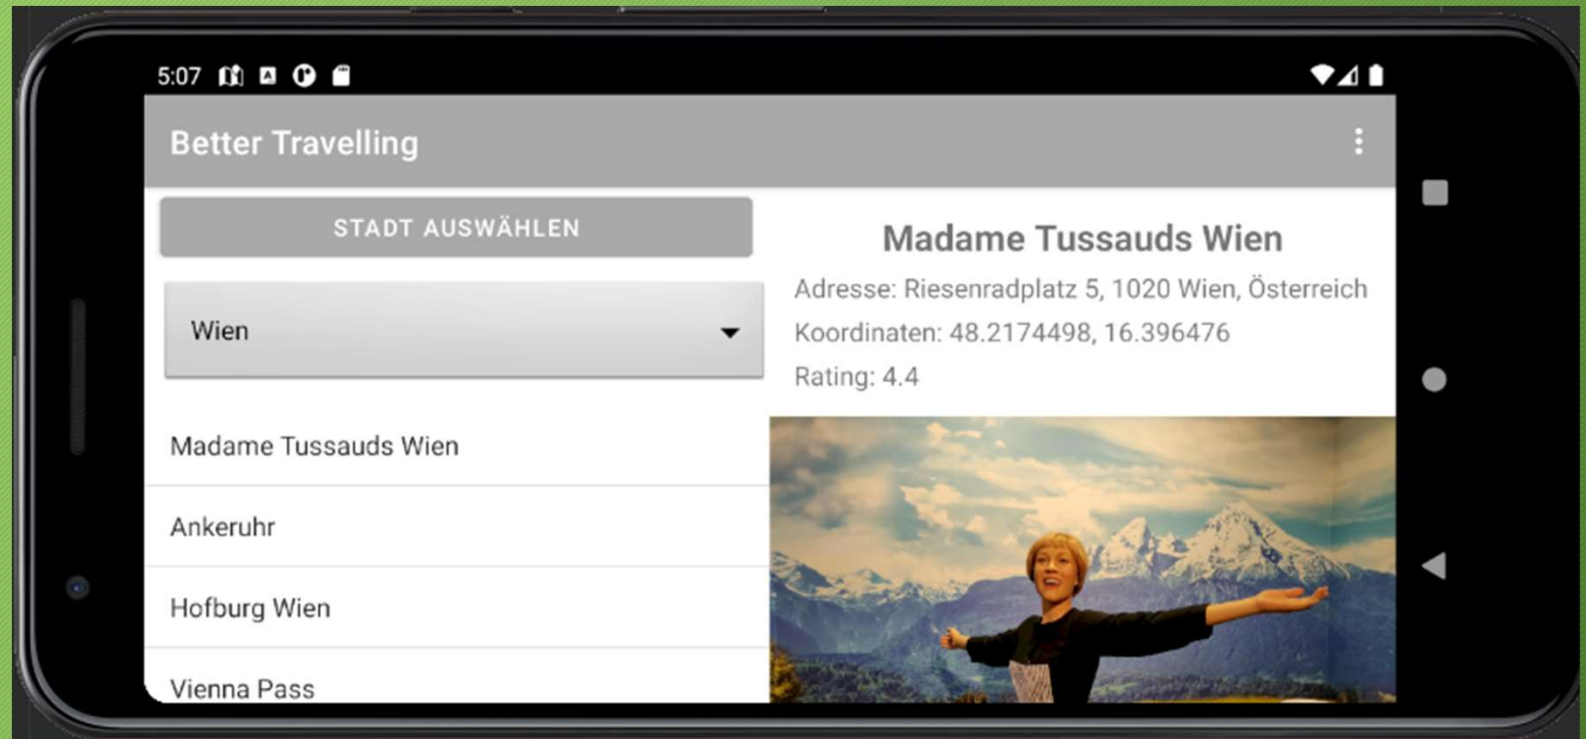 5:07
Better Travelling
STADT AUSWÄHLEN
Wien
Madame Tussauds Wien
Ankeruhr
Hofburg Wien
Vienna Pass
Madame Tussauds Wien
Adresse: Riesenradplatz 5, 1020 Wien, Österreich
Koordinaten: 48.2174498, 16.396476
Rating: 4.4